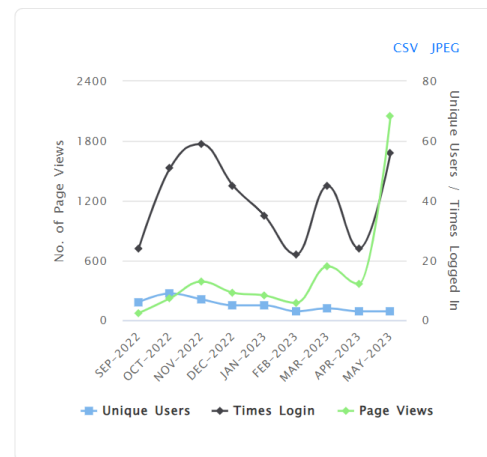 CSV JPEG
2400
1800
1200
600
0
No. of Page Views
80
60
40
20
0
Unique Users / Times Logged In
SEP-2022
OCT-2022
NOV-2022
DEC-2022
JAN-2023
FEB-2023
MAR-2023
APR-2023
MAY-2023
Unique Users Times Login Page Views